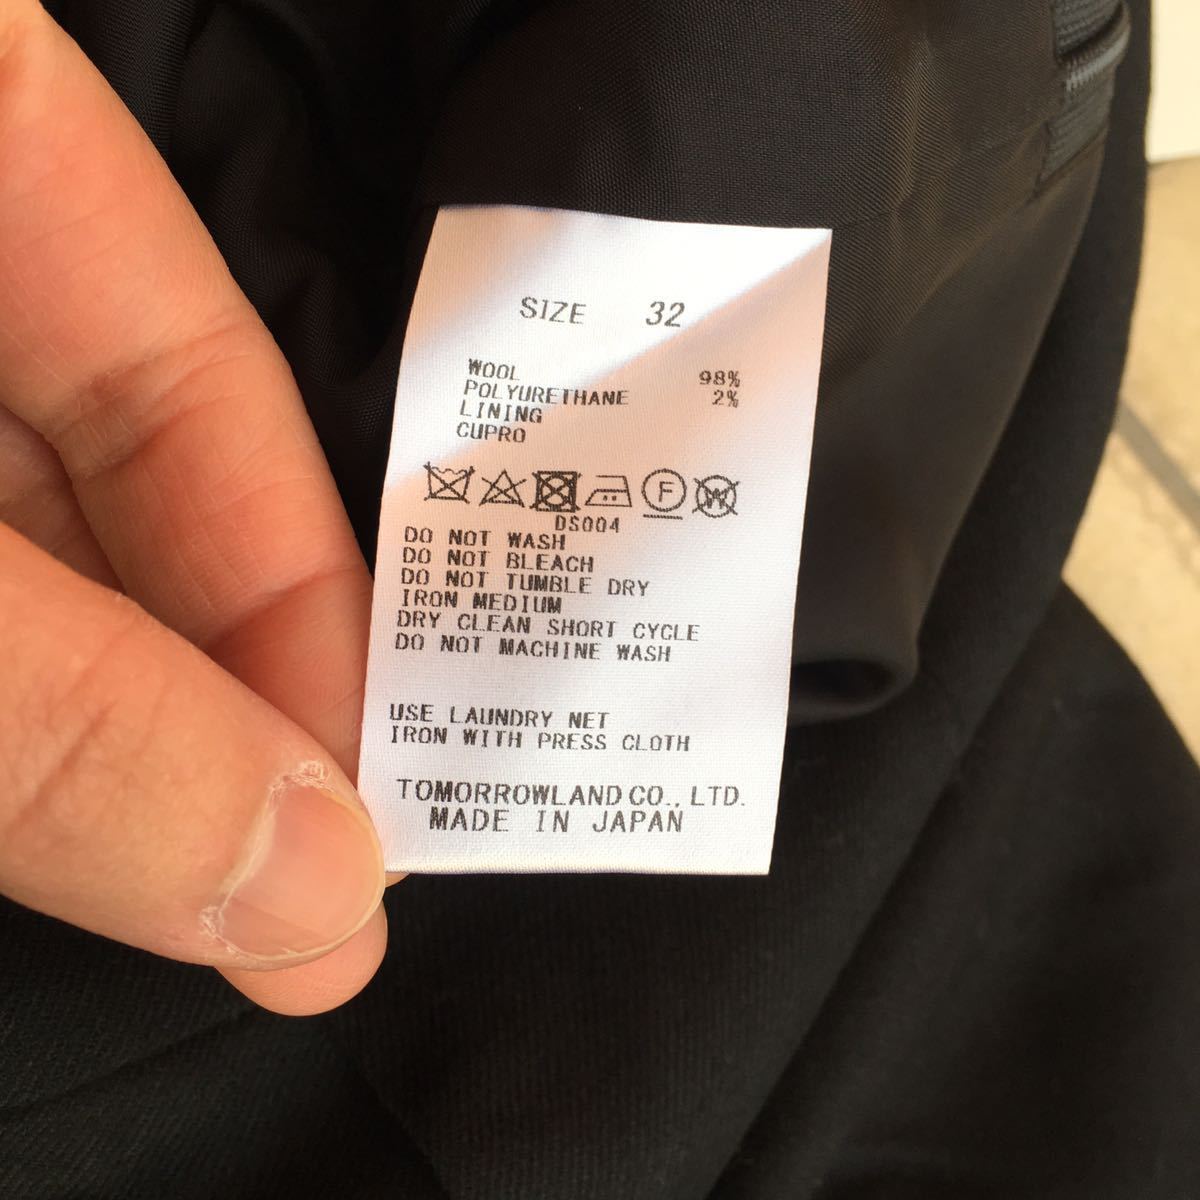 SIZE 32
WOOL 98%
POLYURETHANE 2%
LINING
CUPRO
F W
DS004
DO NOT WASH
DO NOT BLEACH
DO NOT TUMBLE DRY
IRON MEDIUM
DRY CLEAN SHORT CYCLE
DO NOT MACHINE WASH
USE LAUNDRY NET
IRON WITH PRESS CLOTH
TOMORROWLAND CO., LTD.
MADE IN JAPAN